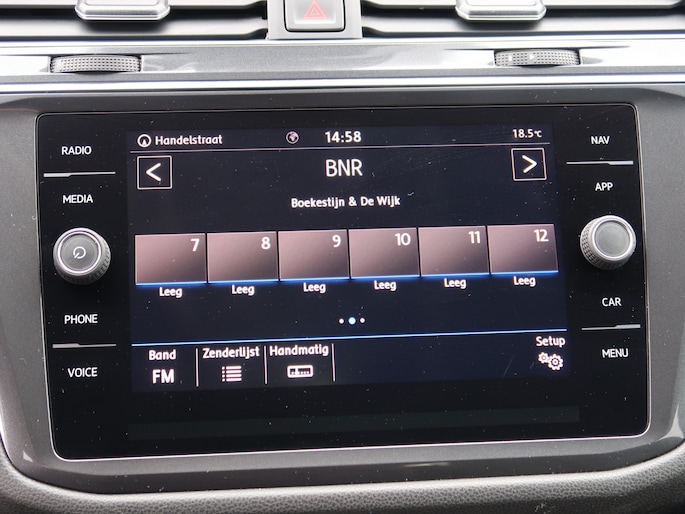 RADIO
MEDIA
PHONE
VOICE
Handelstraat 14:58 18.5°C
< BNR >
Boekestijn & De Wijk
7 8 9 10 11 12
Leeg Leeg Leeg Leeg Leeg Leeg
Band Zenderlijst Handmatig Setup
FM
NAV
APP
CAR
MENU